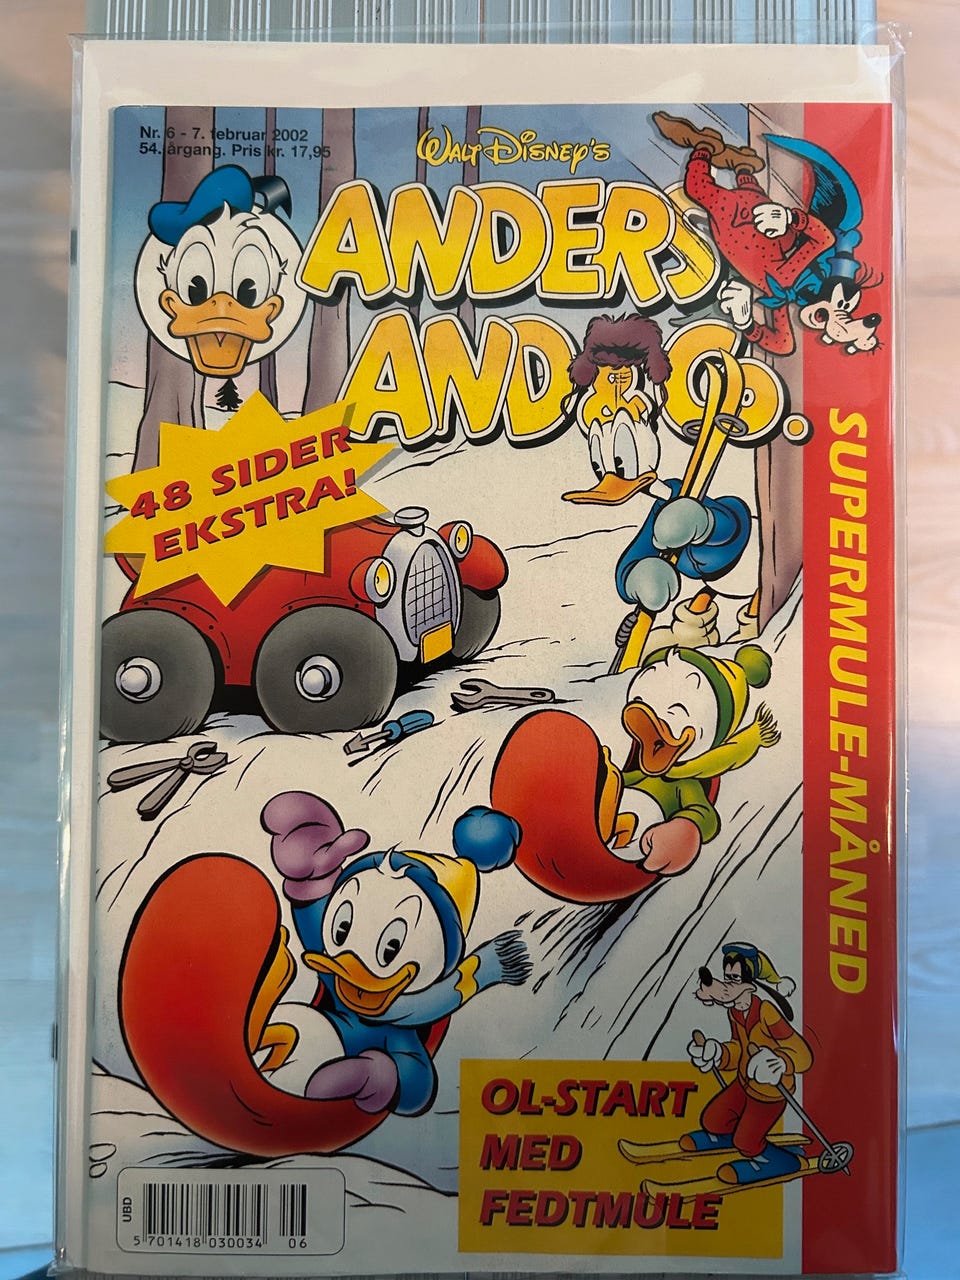 Nr. 6 - 7. februar 2002
54. årgang. Pris kr. 17,95
WALT DISNEY'S
ANDERS
AND & CO.
48 SIDER
EKSTRA!
SUPERMULE-MÅNED
OL-START
MED
FEDTMULE
UBD
5 701418 030034 06